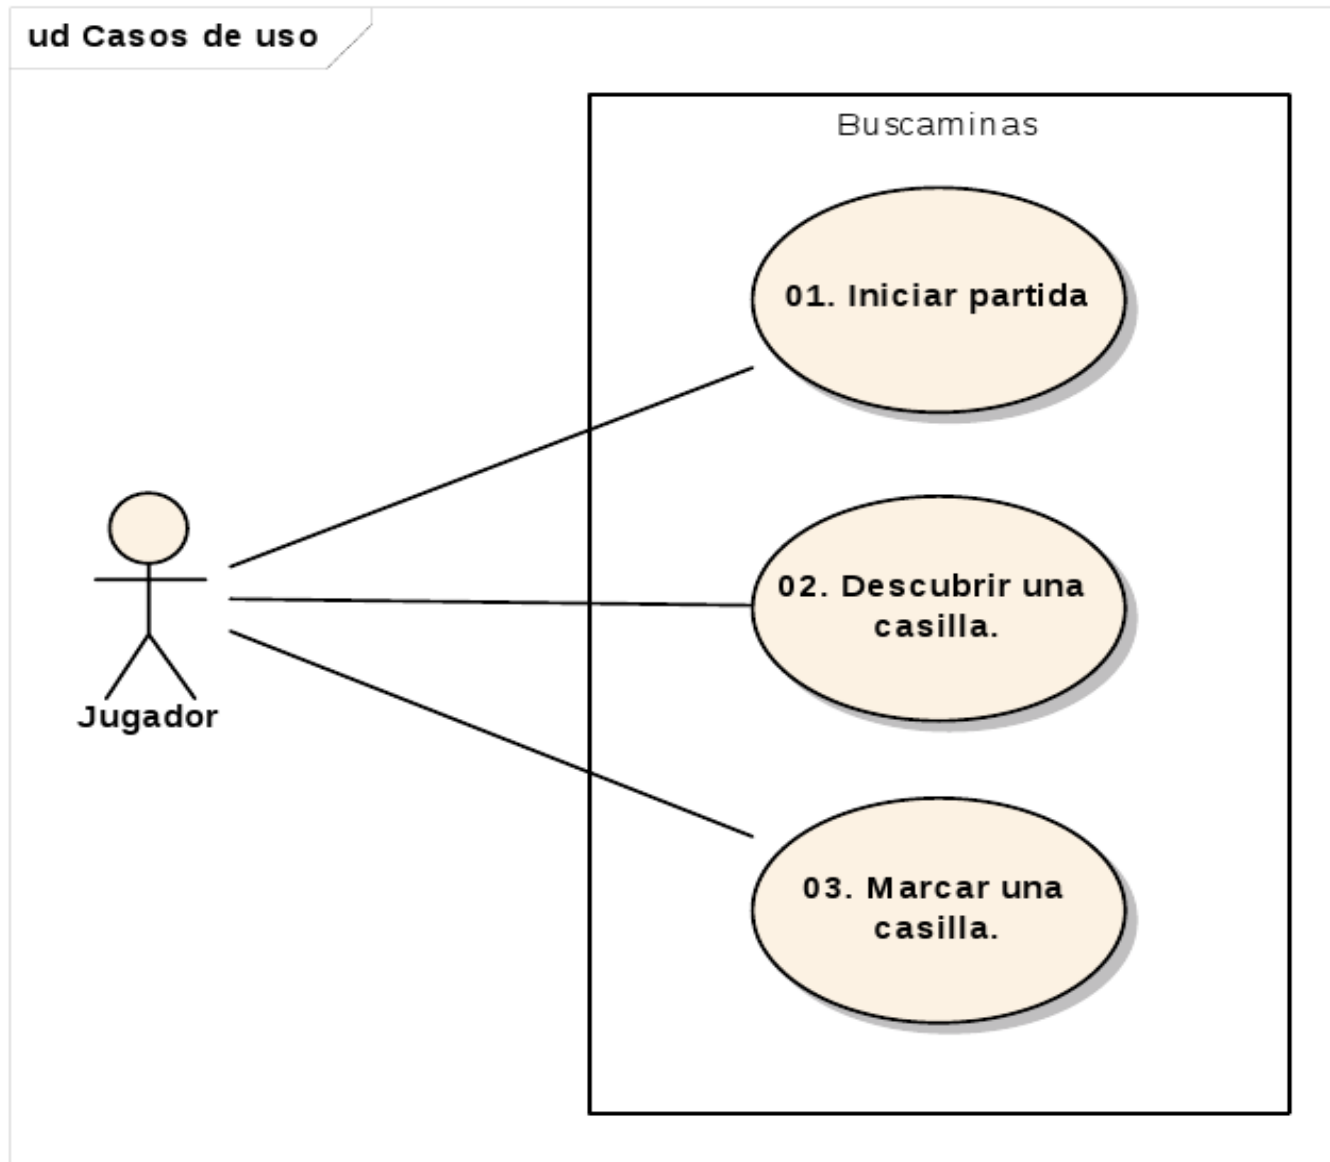 ud Casos de uso
Buscaminas
01. Iniciar partida
02. Descubrir una
casilla.
Jugador
03. Marcar una
casilla.